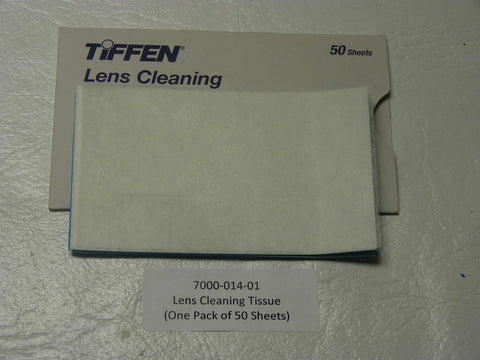 TIFFEN®
50 Sheets
Lens Cleaning
7000-014-01
Lens Cleaning Tissue
(One Pack of 50 Sheets)